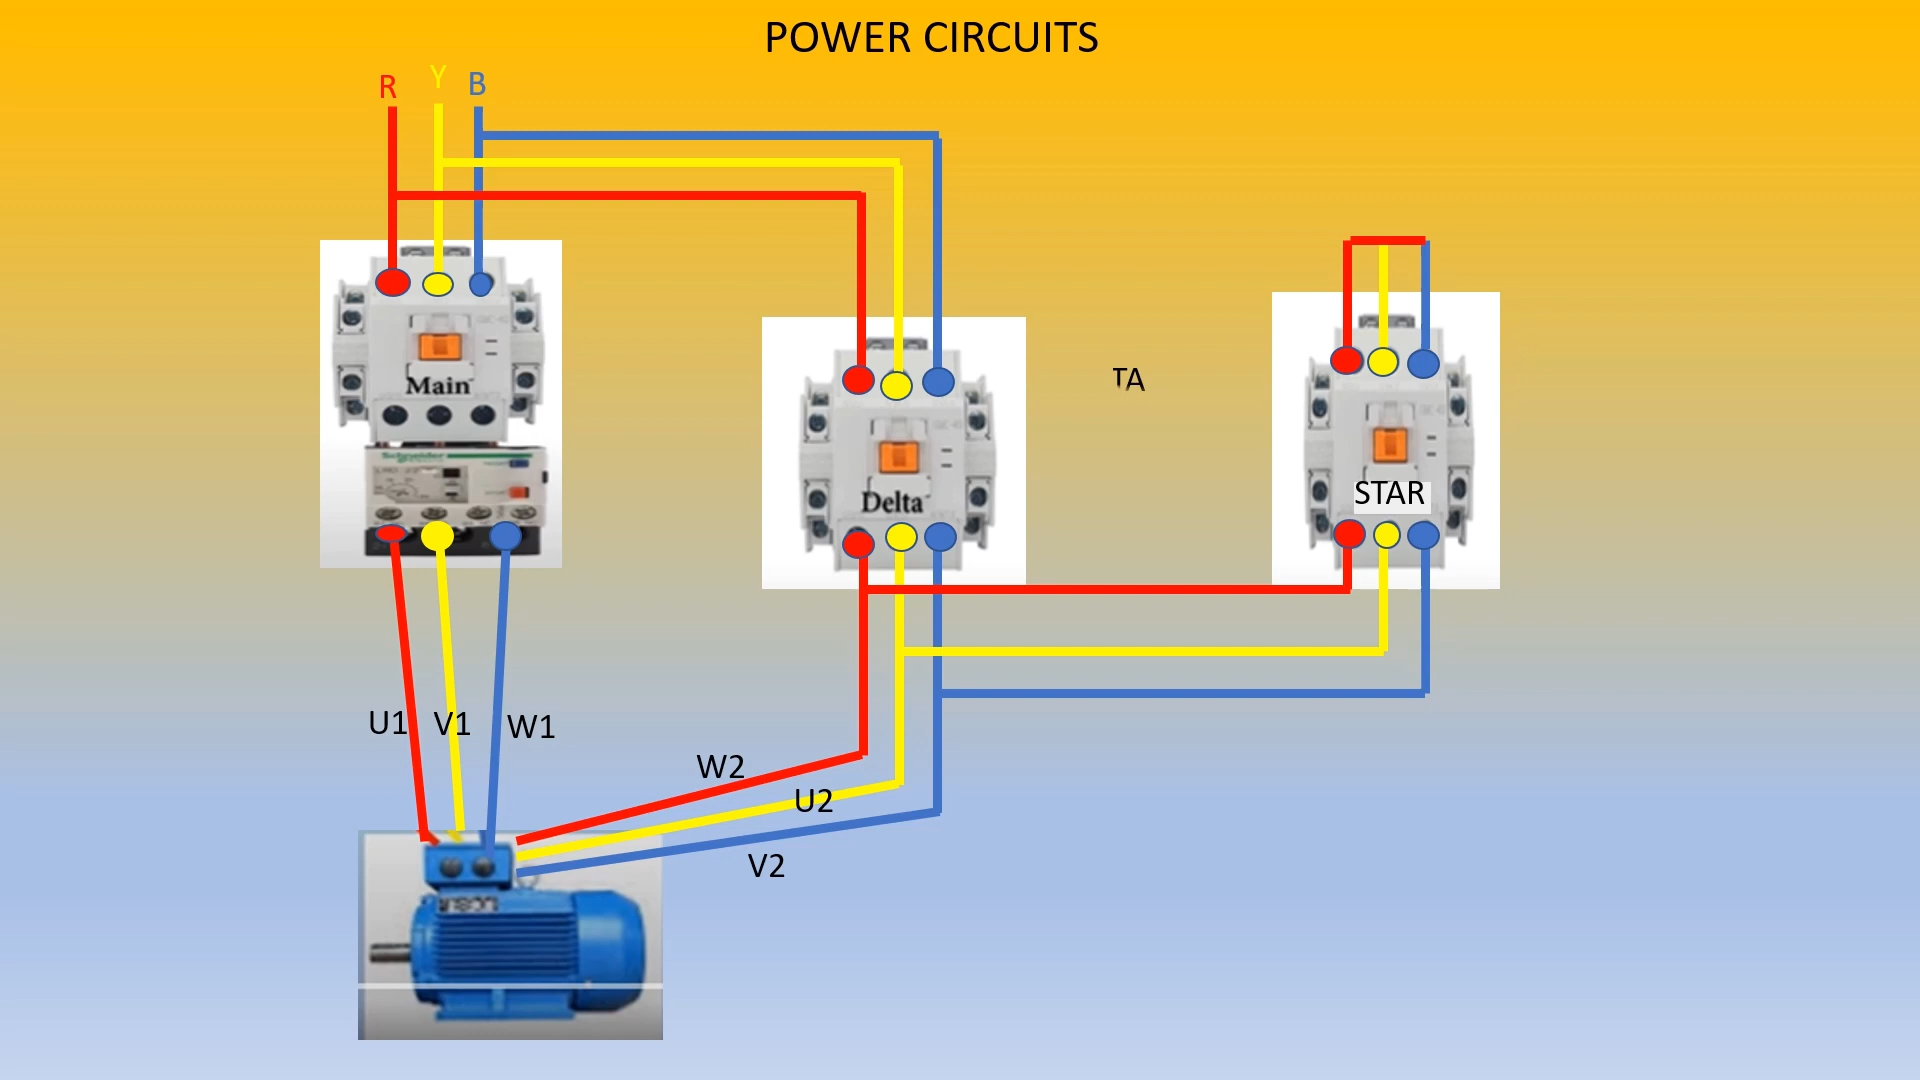 POWER CIRCUITS
R Y B
Main
Schneider
Delta
TA
STAR
U1 V1 W1
W2
U2
V2